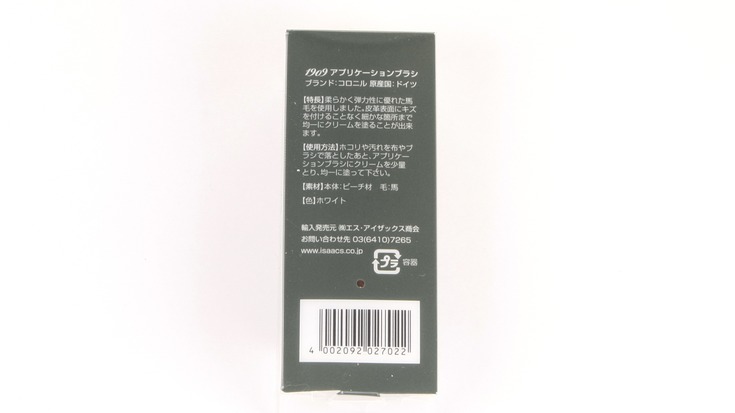 1909 アプリケーションブラシ
ブランド:コロニル 原産国:ドイツ
【特長】柔らかく弾力性に優れた馬
毛を使用しました。皮革表面にキズ
を付けることなく細かな箇所まで
均一にクリームを塗ることが出来
ます。
【使用方法】ホコリや汚れを布やブ
ラシで落としたあと、アプリケー
ションブラシにクリームを少量
とり、均一に塗って下さい。
【素材】本体:ビーチ材 毛:馬
【色】ホワイト
輸入発売元 ㈱エス・アイザックス商会
お問い合わせ先 03(6410)7265
www.isaacs.co.jp
プラ 容器
4 002092 027022